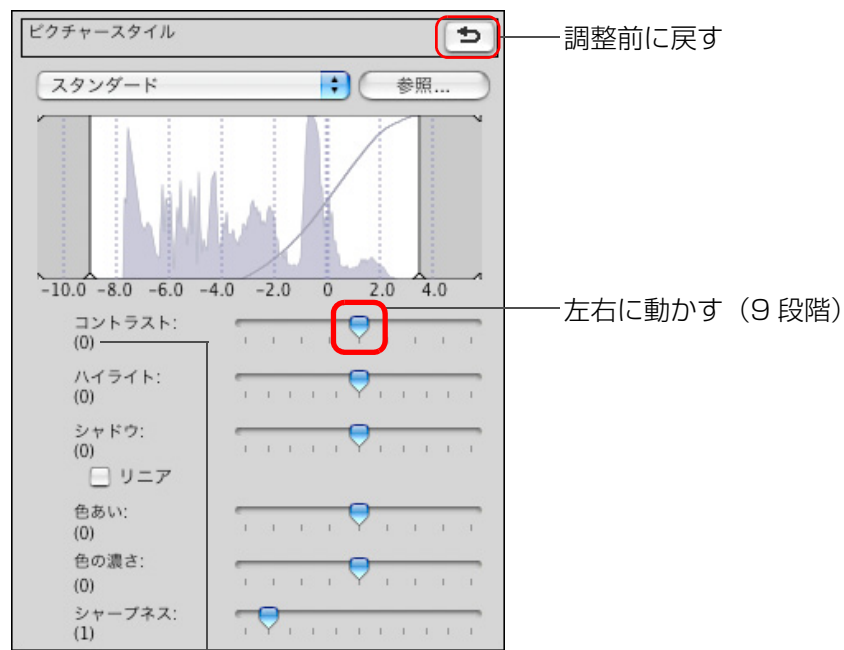 ピクチャースタイル
調整前に戻す
スタンダード
参照...
-10.0 -8.0 -6.0 -4.0 -2.0 0 2.0 4.0
左右に動かす（9 段階）
コントラスト:
(0)
ハイライト:
(0)
シャドウ:
(0)
リニア
色あい:
(0)
色の濃さ:
(0)
シャープネス:
(1)